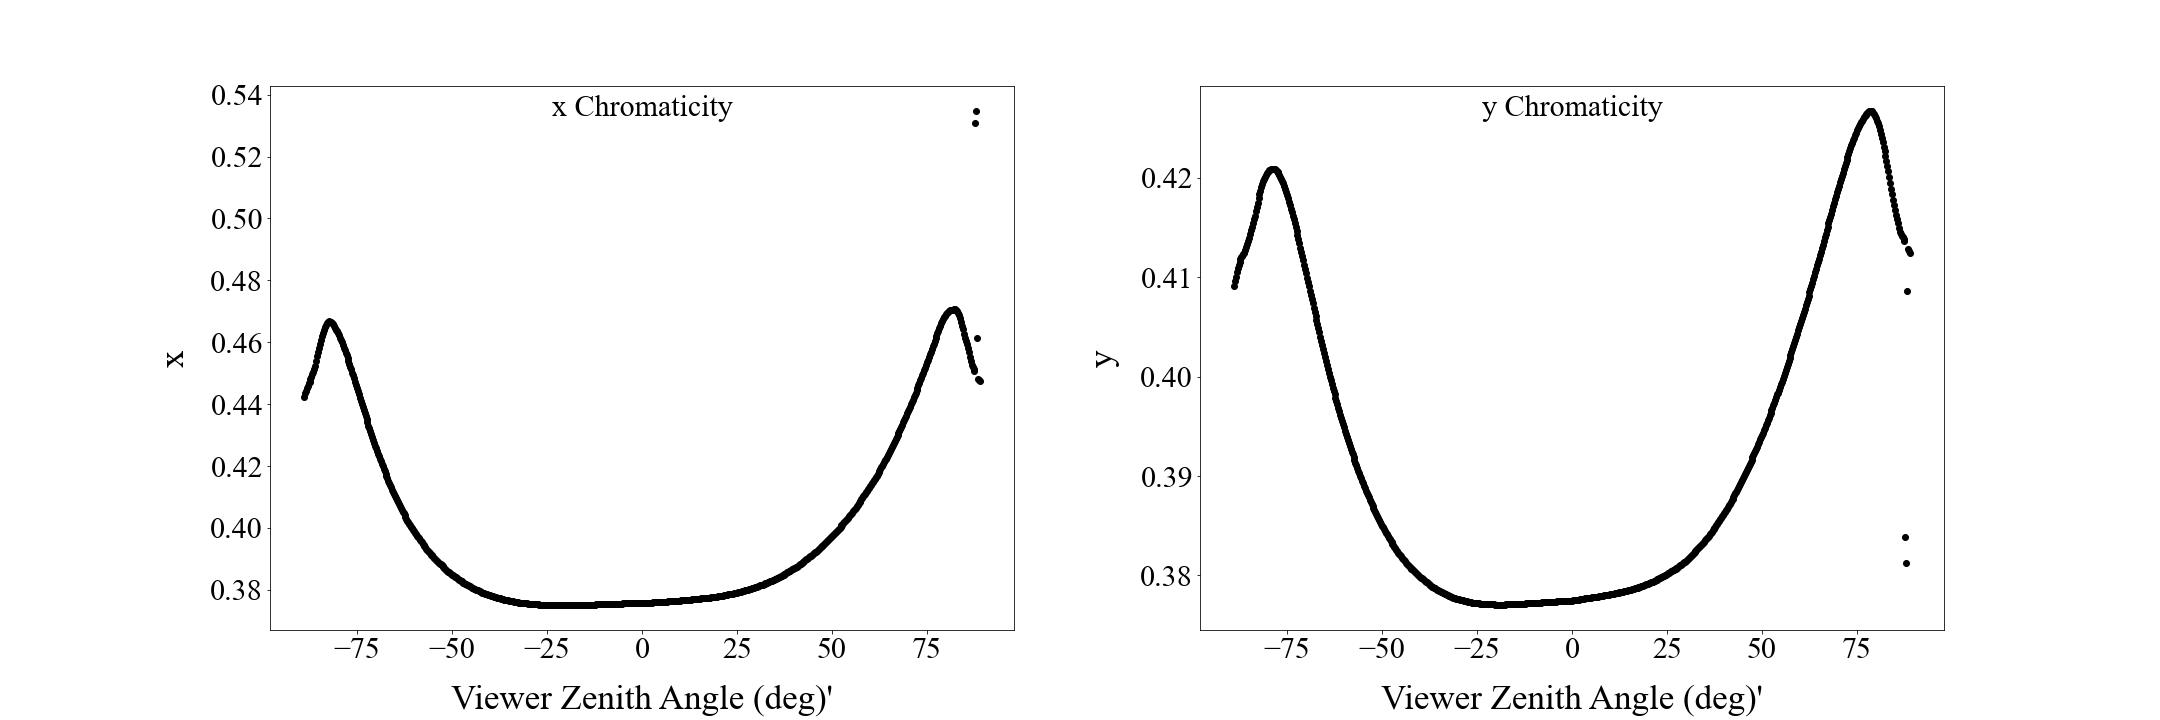 x Chromaticity
0.54
0.52
0.50
0.48
0.46
0.44
0.42
0.40
0.38
x
−75 −50 −25 0 25 50 75
Viewer Zenith Angle (deg)'
y Chromaticity
0.42
0.41
0.40
0.39
0.38
y
−75 −50 −25 0 25 50 75
Viewer Zenith Angle (deg)'